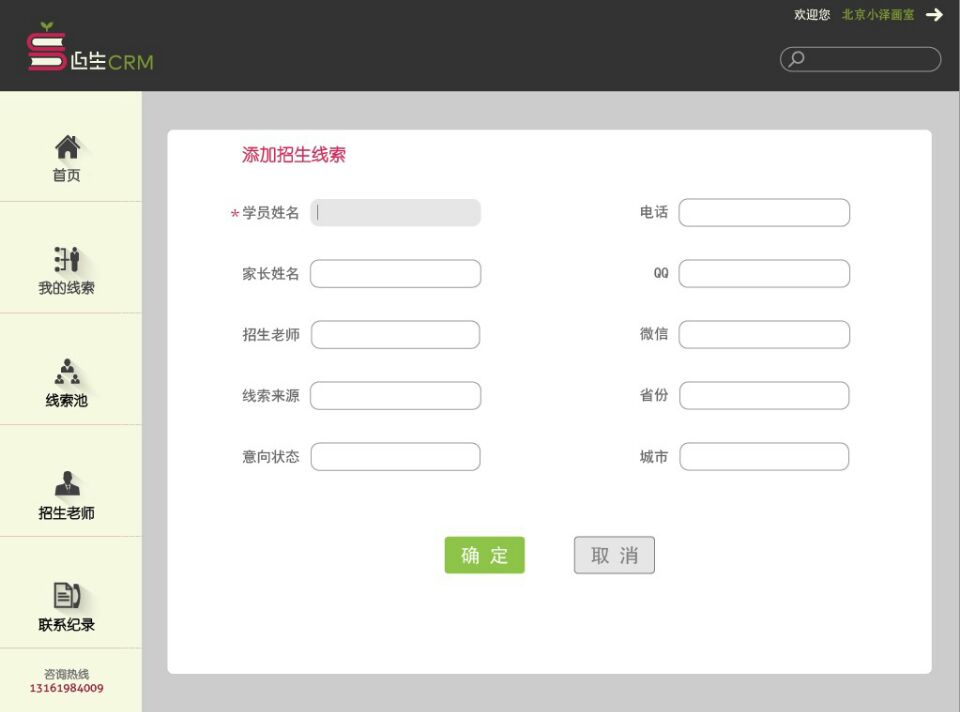 欢迎您 北京小泽画室
生CRM
首页
我的线索
线索池
招生老师
联系纪录
咨询热线
13161984009
添加招生线索
*学员姓名
电话
家长姓名
QQ
招生老师
微信
线索来源
省份
意向状态
城市
确 定
取 消